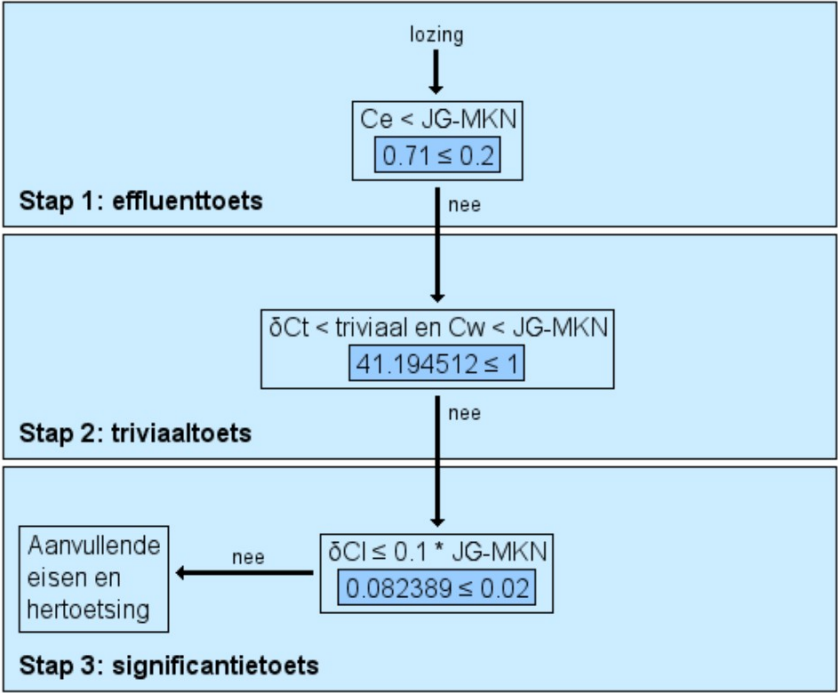 lozing
Ce < JG-MKN
0.71 ≤ 0.2
Stap 1: effluenttoets
nee
δCt < triviaal en Cw < JG-MKN
41.194512 ≤ 1
nee
Stap 2: triviaaltoets
δCl ≤ 0.1 * JG-MKN
0.082389 ≤ 0.02
nee
Aanvullende
eisen en
hertoetsing
Stap 3: significantietoets